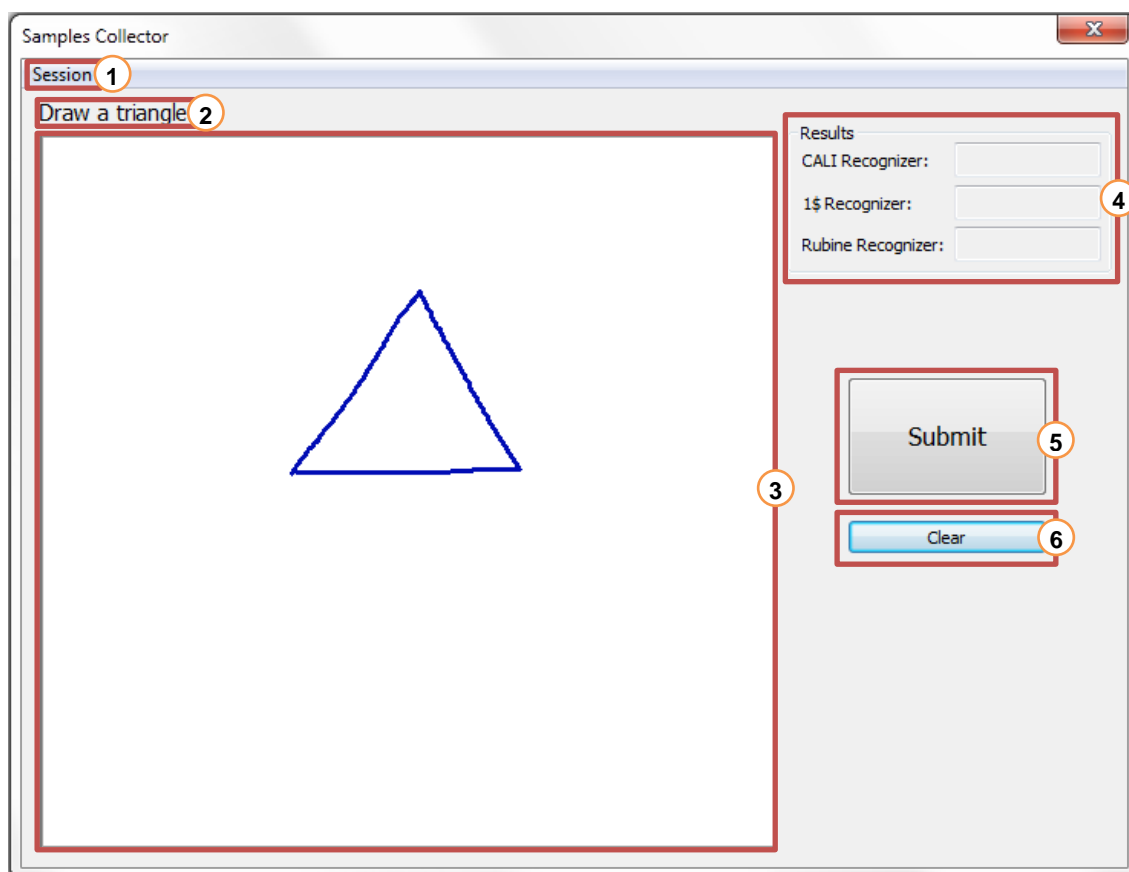 Samples Collector
X
Session 1
Draw a triangle 2
Results
CALI Recognizer:
1$ Recognizer:
4
Rubine Recognizer:
Submit 5
3
Clear 6